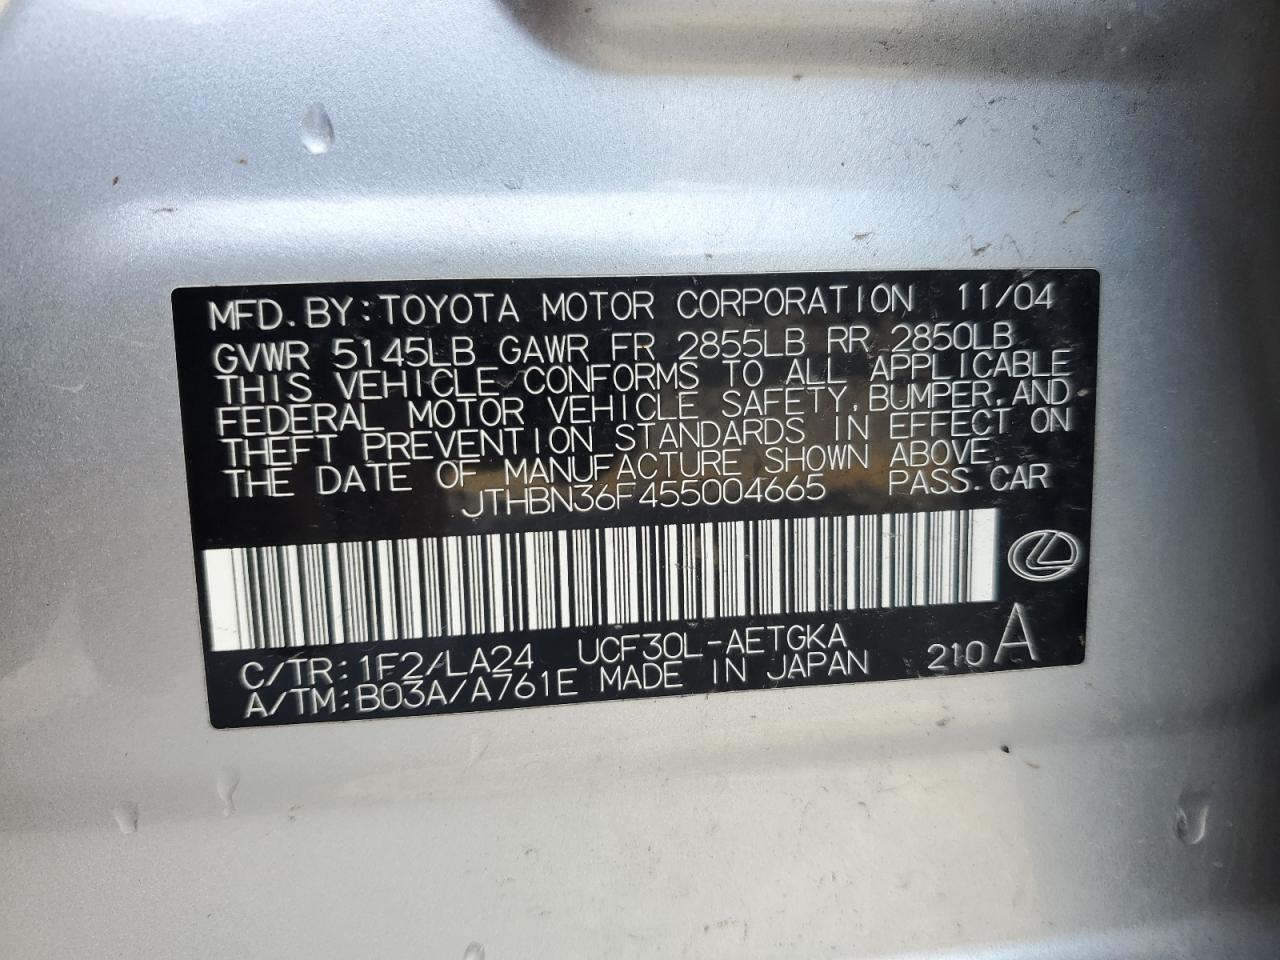 MFD.BY:TOYOTA MOTOR CORPORATION 11/04
GVWR 5145LB GAWR FR 2855LB RR 2850LB
THIS VEHICLE CONFORMS TO ALL APPLICABLE
FEDERAL MOTOR VEHICLE SAFETY,BUMPER,AND
THEFT PREVENTION STANDARDS IN EFFECT ON
THE DATE OF MANUFACTURE SHOWN ABOVE.
JTHBN36F455004665 PASS.CAR
C/TR:1F2/LA24 UCF30L-AETGKA
A/TM:B03A/A761E MADE IN JAPAN 210 A